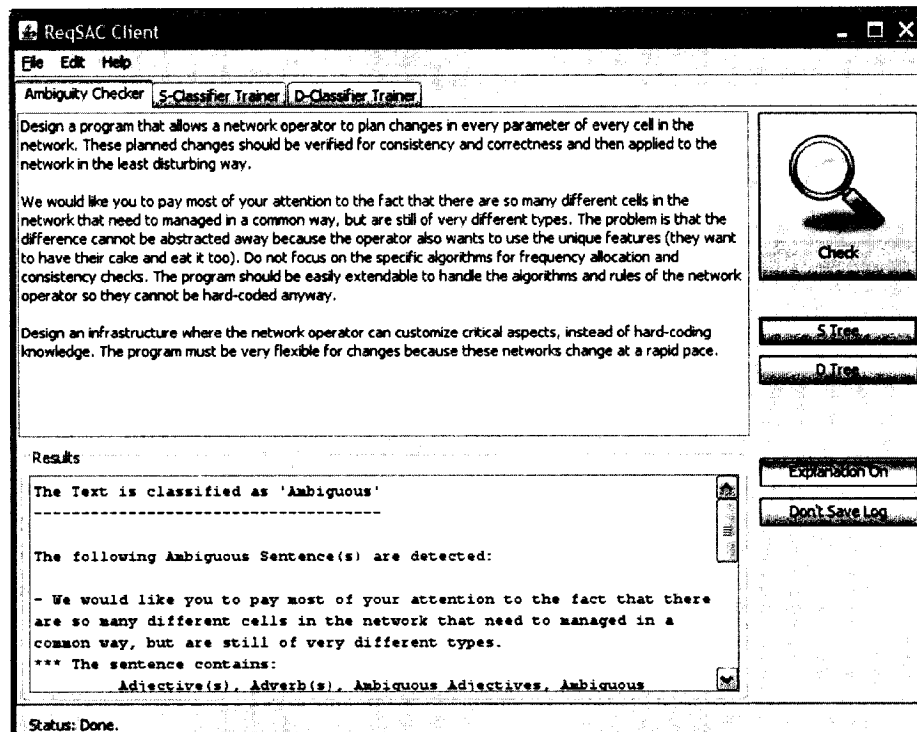 ReqSAC Client
File Edit Help
Ambiguity Checker S-Classifier Trainer D-Classifier Trainer
Design a program that allows a network operator to plan changes in every parameter of every cell in the
network. These planned changes should be verified for consistency and correctness and then applied to the
network in the least disturbing way.
We would like you to pay most of your attention to the fact that there are so many different cells in the
network that need to managed in a common way, but are still of very different types. The problem is that the
difference cannot be abstracted away because the operator also wants to use the unique features (they want
to have their cake and eat it too). Do not focus on the specific algorithms for frequency allocation and
consistency checks. The program should be easily extendable to handle the algorithms and rules of the network
operator so they cannot be hard-coded anyway.
Design an infrastructure where the network operator can customize critical aspects, instead of hard-coding
knowledge. The program must be very flexible for changes because these networks change at a rapid pace.
Check
S Tree
D Tree
Explanation On
Don't Save Log
Results
The Text is classified as 'Ambiguous'
--------------------------------------
The following Ambiguous Sentence(s) are detected:
- We would like you to pay most of your attention to the fact that there
are so many different cells in the network that need to managed in a
common way, but are still of very different types.
*** The sentence contains:
Adjective(s), Adverb(s), Ambiguous Adjectives, Ambiguous
Status: Done.